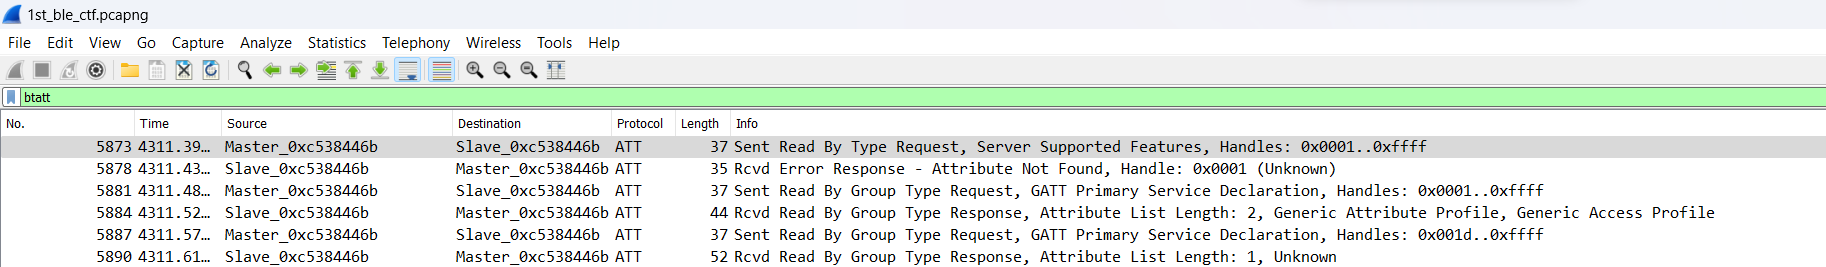 1st_ble_ctf.pcapng
File Edit View Go Capture Analyze Statistics Telephony Wireless Tools Help
btatt
No. Time Source Destination Protocol Length Info
5873 4311.39… Master_0xc538446b Slave_0xc538446b ATT 37 Sent Read By Type Request, Server Supported Features, Handles: 0x0001..0xffff
5878 4311.43… Slave_0xc538446b Master_0xc538446b ATT 35 Rcvd Error Response - Attribute Not Found, Handle: 0x0001 (Unknown)
5881 4311.48… Master_0xc538446b Slave_0xc538446b ATT 37 Sent Read By Group Type Request, GATT Primary Service Declaration, Handles: 0x0001..0xffff
5884 4311.52… Slave_0xc538446b Master_0xc538446b ATT 44 Rcvd Read By Group Type Response, Attribute List Length: 2, Generic Attribute Profile, Generic Access Profile
5887 4311.57… Master_0xc538446b Slave_0xc538446b ATT 37 Sent Read By Group Type Request, GATT Primary Service Declaration, Handles: 0x001d..0xffff
5890 4311.61… Slave_0xc538446b Master_0xc538446b ATT 52 Rcvd Read By Group Type Response, Attribute List Length: 1, Unknown